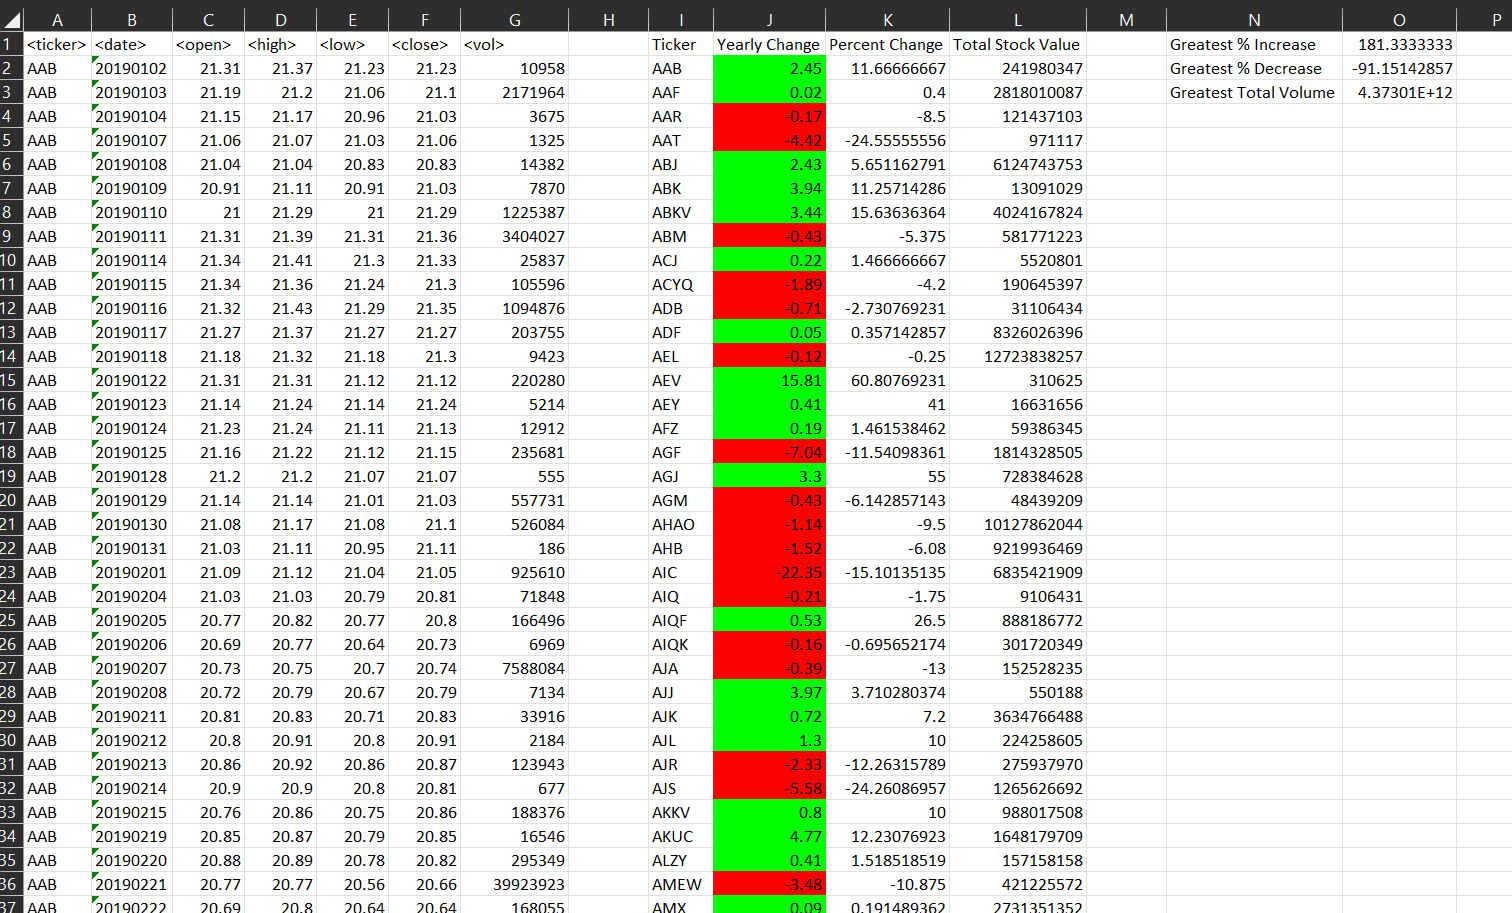 A B C D E F G H I J K L M N O P
1 <ticker> <date> <open> <high> <low> <close> <vol> Ticker Yearly Change Percent Change Total Stock Value Greatest % Increase 181.3333333
2 AAB 20190102 21.31 21.37 21.23 21.23 10958 AAB 2.45 11.66666667 241980347 Greatest % Decrease -91.15142857
3 AAB 20190103 21.19 21.2 21.06 21.1 2171964 AAF 0.02 0.4 2818010087 Greatest Total Volume 4.37301E+12
4 AAB 20190104 21.15 21.17 20.96 21.03 3675 AAR -0.17 -8.5 121437103
5 AAB 20190107 21.06 21.07 21.03 21.06 1325 AAT -4.42 -24.55555556 971117
6 AAB 20190108 21.04 21.04 20.83 20.83 14382 ABJ 2.43 5.651162791 6124743753
7 AAB 20190109 20.91 21.11 20.91 21.03 7870 ABK 3.94 11.25714286 13091029
8 AAB 20190110 21 21.29 21 21.29 1225387 ABKV 3.44 15.63636364 4024167824
9 AAB 20190111 21.31 21.39 21.31 21.36 3404027 ABM -0.43 -5.375 581771223
10 AAB 20190114 21.34 21.41 21.3 21.33 25837 ACJ 0.22 1.466666667 5520801
11 AAB 20190115 21.34 21.36 21.24 21.3 105596 ACYQ -1.89 -4.2 190645397
12 AAB 20190116 21.32 21.43 21.29 21.35 1094876 ADB -0.71 -2.730769231 31106434
13 AAB 20190117 21.27 21.37 21.27 21.27 203755 ADF 0.05 0.357142857 8326026396
14 AAB 20190118 21.18 21.32 21.18 21.3 9423 AEL -0.12 -0.25 12723838257
15 AAB 20190122 21.31 21.31 21.12 21.12 220280 AEV 15.81 60.80769231 310625
16 AAB 20190123 21.14 21.24 21.14 21.24 5214 AEY 0.41 41 16631656
17 AAB 20190124 21.23 21.24 21.11 21.13 12912 AFZ 0.19 1.461538462 59386345
18 AAB 20190125 21.16 21.22 21.12 21.15 235681 AGF -7.04 -11.54098361 1814328505
19 AAB 20190128 21.2 21.2 21.07 21.07 555 AGJ 3.3 55 728384628
20 AAB 20190129 21.14 21.14 21.01 21.03 557731 AGM -0.43 -6.142857143 48439209
21 AAB 20190130 21.08 21.17 21.08 21.1 526084 AHAO -1.14 -9.5 10127862044
22 AAB 20190131 21.03 21.11 20.95 21.11 186 AHB -1.52 -6.08 9219936469
23 AAB 20190201 21.09 21.12 21.04 21.05 925610 AIC -22.35 -15.10135135 6835421909
24 AAB 20190204 21.03 21.03 20.79 20.81 71848 AIQ -0.21 -1.75 9106431
25 AAB 20190205 20.77 20.82 20.77 20.8 166496 AIQF 0.53 26.5 888186772
26 AAB 20190206 20.69 20.77 20.64 20.73 6969 AIQK -0.16 -0.695652174 301720349
27 AAB 20190207 20.73 20.75 20.7 20.74 7588084 AJA -0.39 -13 152528235
28 AAB 20190208 20.72 20.79 20.67 20.79 7134 AJJ 3.97 3.710280374 550188
29 AAB 20190211 20.81 20.83 20.71 20.83 33916 AJK 0.72 7.2 3634766488
30 AAB 20190212 20.8 20.91 20.8 20.91 2184 AJL 1.3 10 224258605
31 AAB 20190213 20.86 20.92 20.86 20.87 123943 AJR -2.33 -12.26315789 275937970
32 AAB 20190214 20.9 20.9 20.8 20.81 677 AJS -5.58 -24.26086957 1265626692
33 AAB 20190215 20.76 20.86 20.75 20.86 188376 AKKV 0.8 10 988017508
34 AAB 20190219 20.85 20.87 20.79 20.85 16546 AKUC 4.77 12.23076923 1648179709
35 AAB 20190220 20.88 20.89 20.78 20.82 295349 ALZY 0.41 1.518518519 157158158
36 AAB 20190221 20.77 20.77 20.56 20.66 39923923 AMEW -3.48 -10.875 421225572
37 AAB 20190222 20.69 20.8 20.64 20.64 168055 AMX 0.09 0.191489362 2731351352